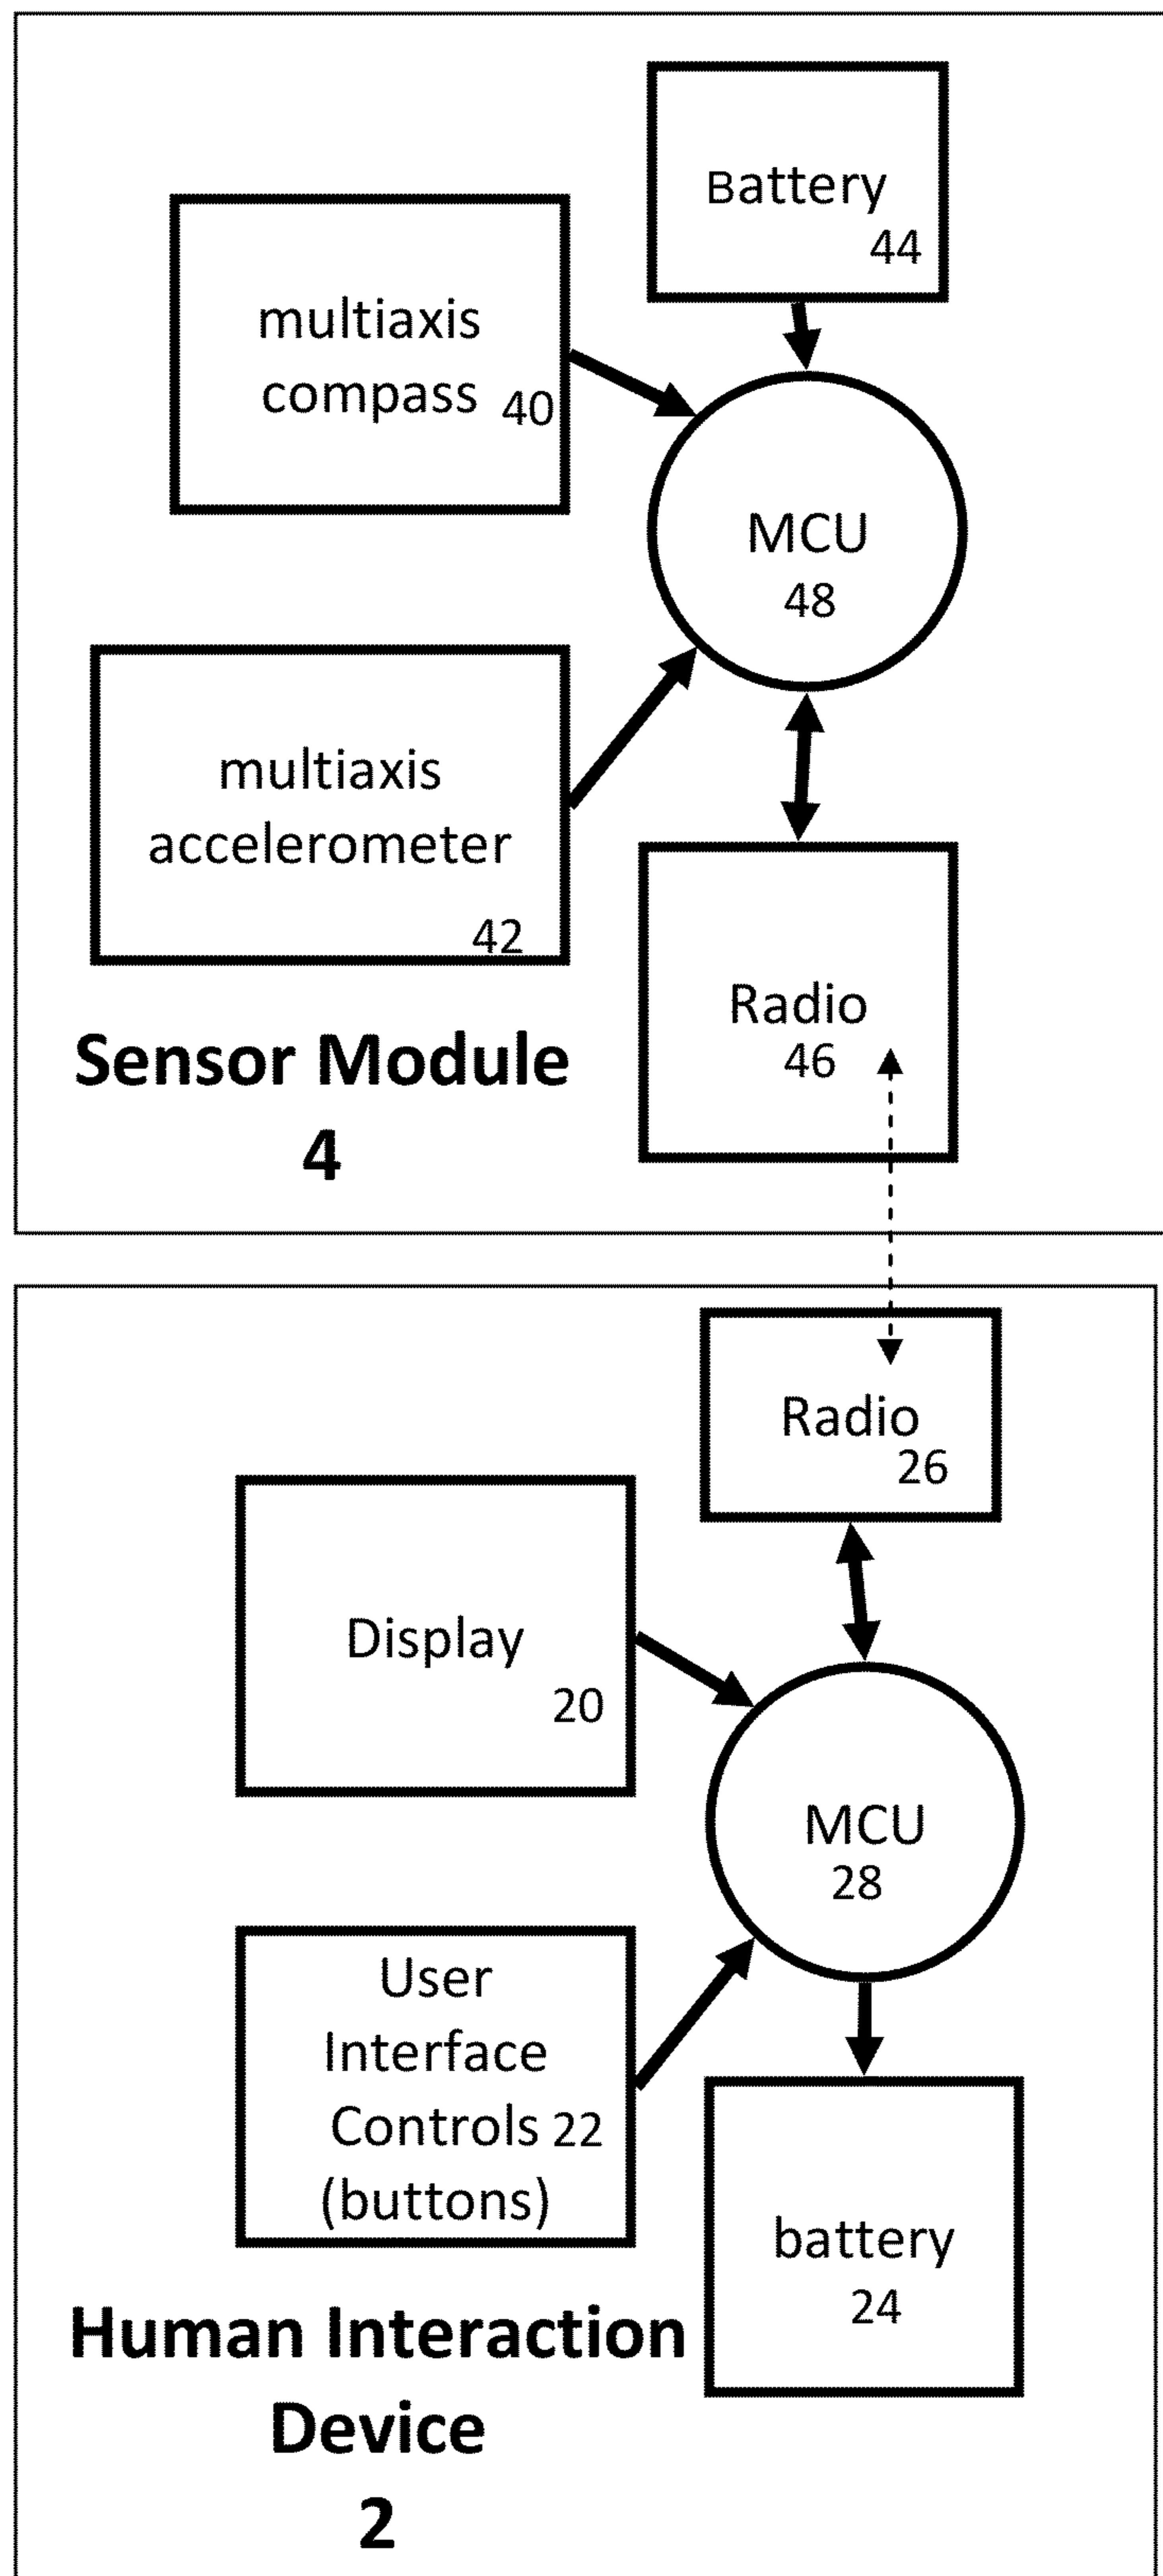 Battery
44
multiaxis
compass 40
MCU
48
multiaxis
accelerometer
42
Radio
46
Sensor Module
4
Radio
26
Display
20
MCU
28
User
Interface
Controls 22
(buttons)
battery
24
Human Interaction
Device
2